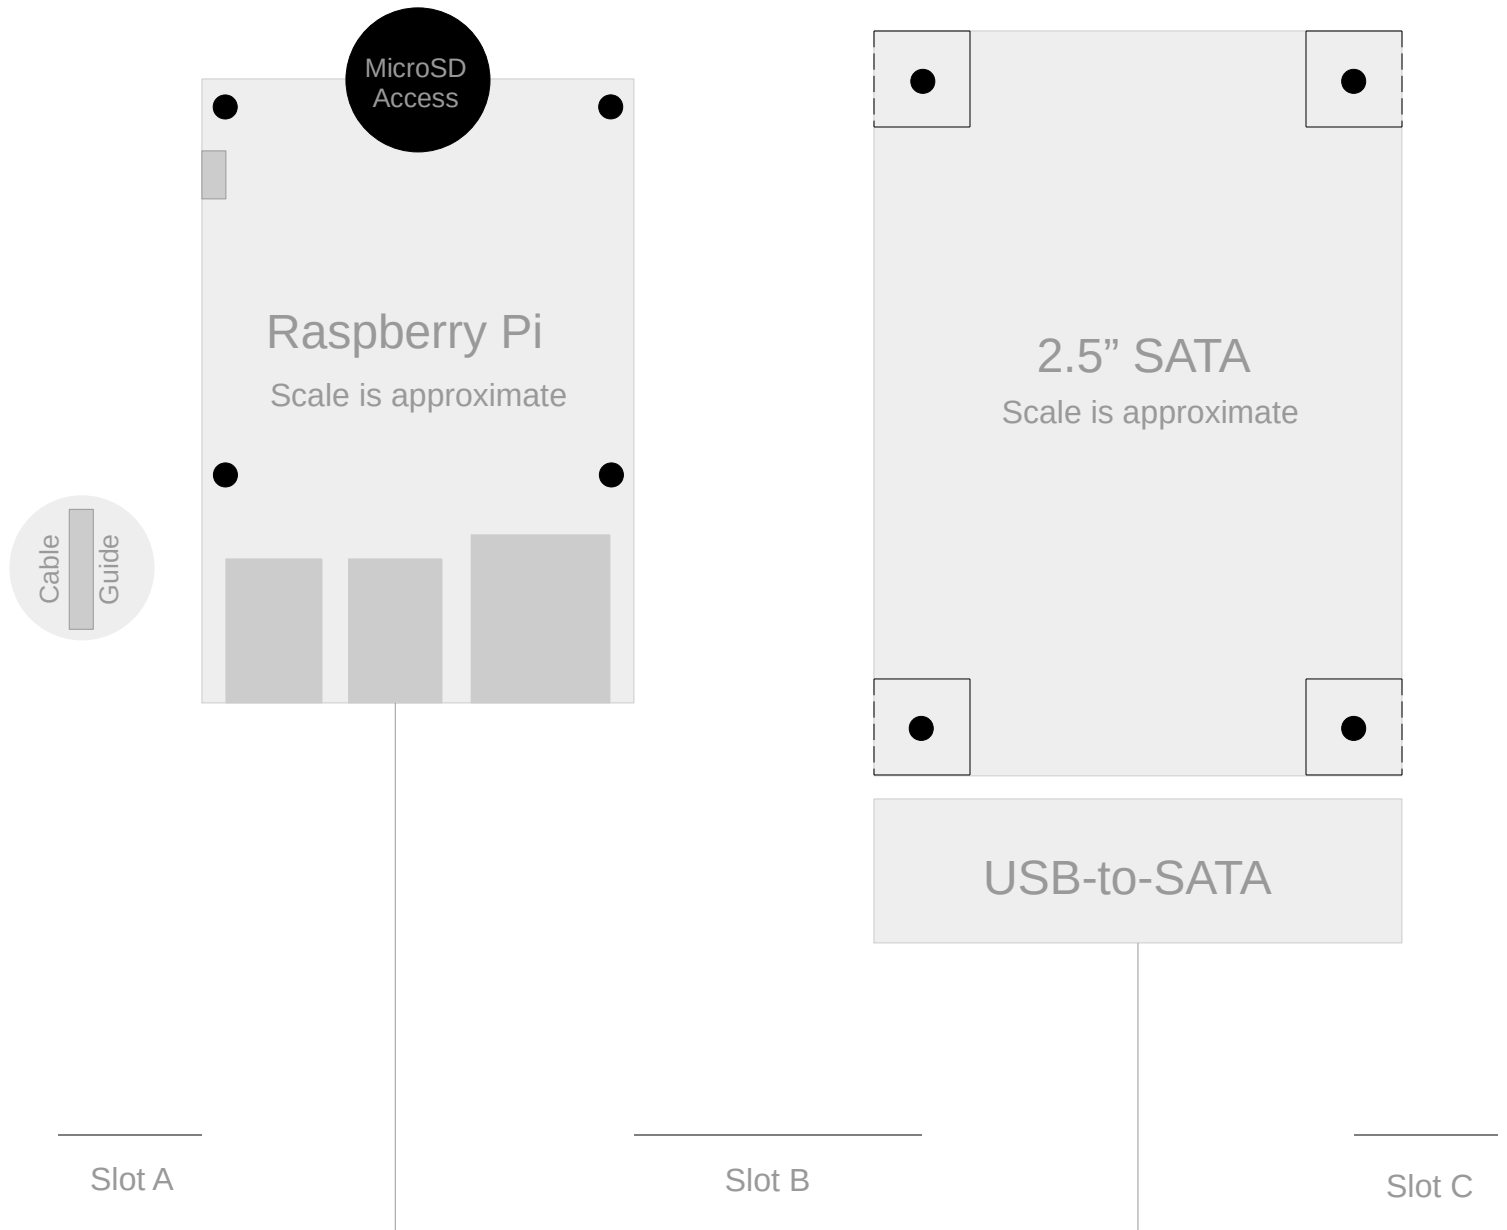 MicroSD
Access
Raspberry Pi
Scale is approximate
2.5” SATA
Scale is approximate
Cable
Guide
USB-to-SATA
Slot A
Slot B
Slot C